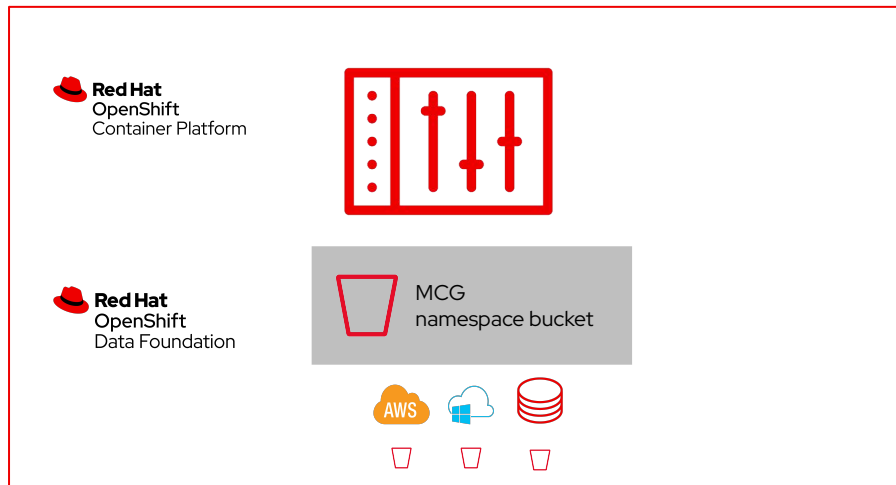 Red Hat
OpenShift
Container Platform
Red Hat
OpenShift
Data Foundation
MCG
namespace bucket
AWS